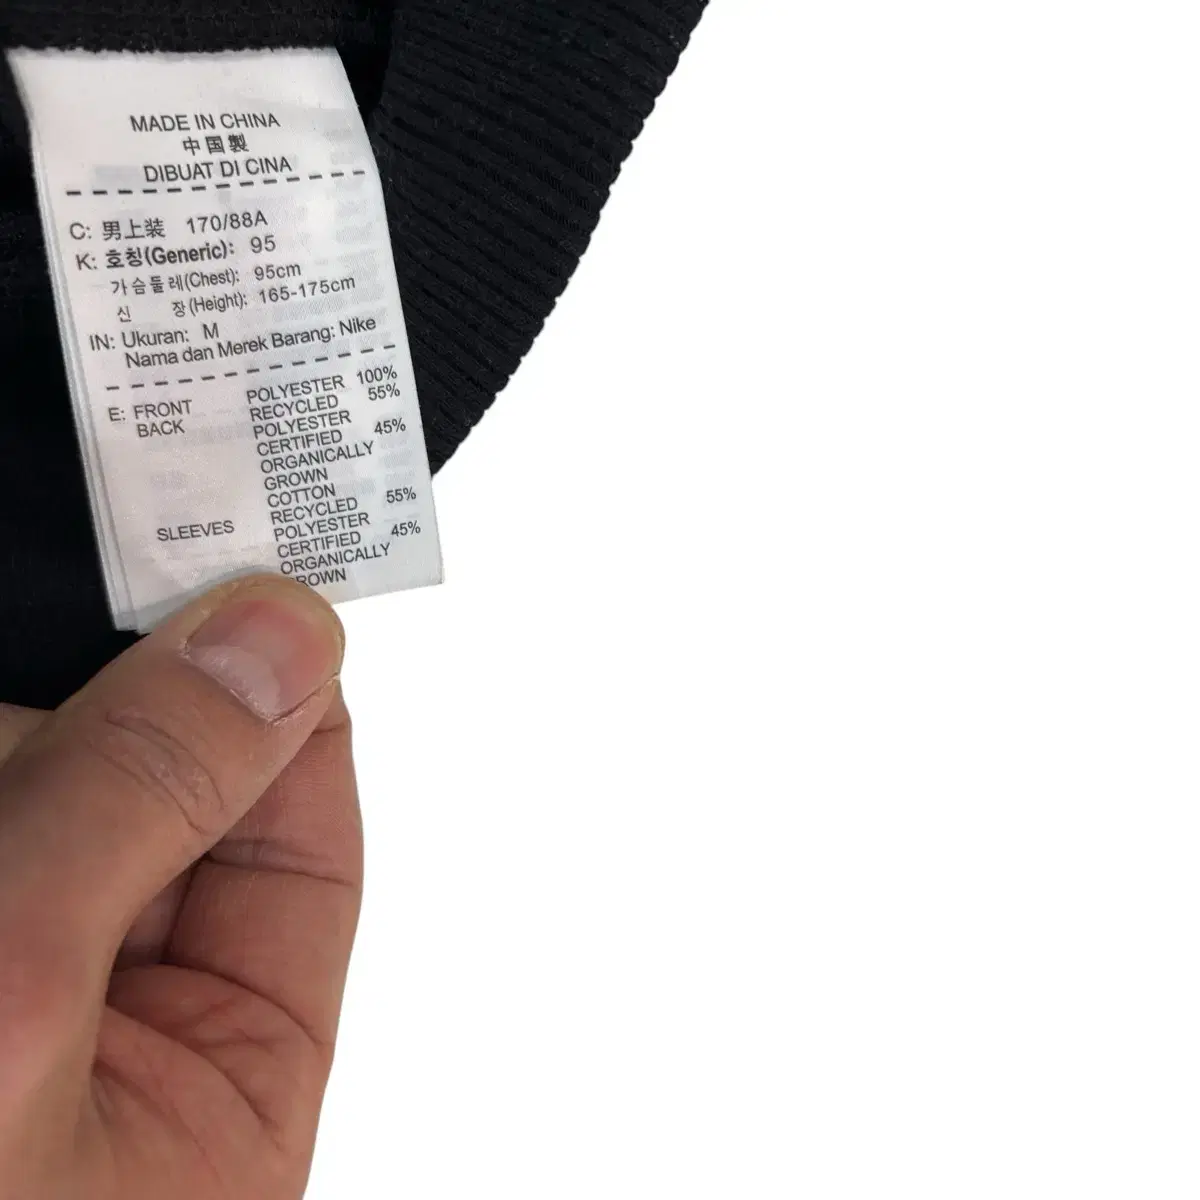 MADE IN CHINA
中国製
DIBUAT DI CINA
C: 男上装 170/88A
K: 호칭(Generic): 95
가슴둘레(Chest): 95cm
신 장(Height): 165-175cm
IN: Ukuran: M
Nama dan Merek Barang: Nike
E: FRONT POLYESTER 100%
BACK RECYCLED 55%
POLYESTER
CERTIFIED 45%
ORGANICALLY
GROWN
COTTON
SLEEVES RECYCLED 55%
POLYESTER
CERTIFIED 45%
ORGANICALLY
GROWN